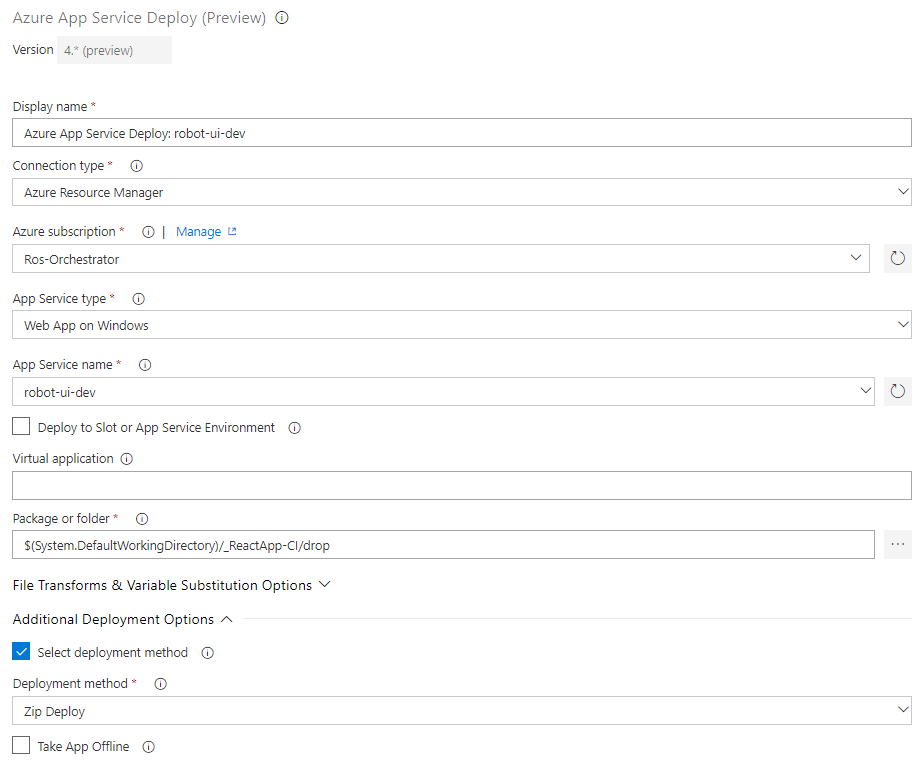 Azure App Service Deploy (Preview)
Version 4.* (preview)
Display name *
Azure App Service Deploy: robot-ui-dev
Connection type *
Azure Resource Manager
Azure subscription * | Manage
Ros-Orchestrator
App Service type *
Web App on Windows
App Service name *
robot-ui-dev
Deploy to Slot or App Service Environment
Virtual application
Package or folder *
$(System.DefaultWorkingDirectory)/_ReactApp-CI/drop
File Transforms & Variable Substitution Options
Additional Deployment Options
Select deployment method
Deployment method *
Zip Deploy
Take App Offline